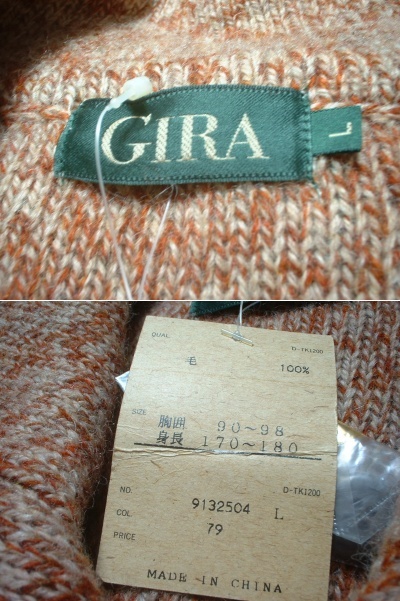 GIRA
L
QUAL
D-TK1200
毛 100%
SIZE
胸囲 90～98
身長 170～180
NO. D-TK1200
9132504 L
COL 79
PRICE
MADE IN CHINA